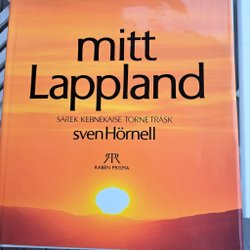 mitt
Lappland
SAREK KEBNEKAISE TORNETRÄSK
sven Hörnell
RABÉN PRISMA